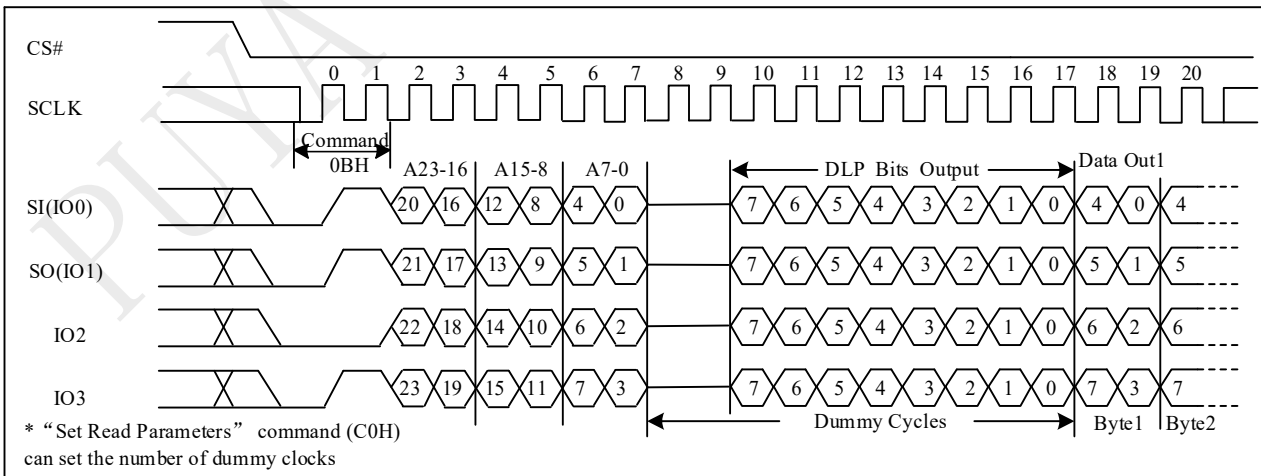 PUYA
CS#
0 1 2 3 4 5 6 7 8 9 10 11 12 13 14 15 16 17 18 19 20
SCLK
Command
0BH
A23-16 A15-8 A7-0 DLP Bits Output Data Out1
SI(IO0) 20 16 12 8 4 0 7 6 5 4 3 2 1 0 4 0 4
SO(IO1) 21 17 13 9 5 1 7 6 5 4 3 2 1 0 5 1 5
IO2 22 18 14 10 6 2 7 6 5 4 3 2 1 0 6 2 6
IO3 23 19 15 11 7 3 7 6 5 4 3 2 1 0 7 3 7
Dummy Cycles Byte1 Byte2
* “Set Read Parameters” command (C0H)
can set the number of dummy clocks